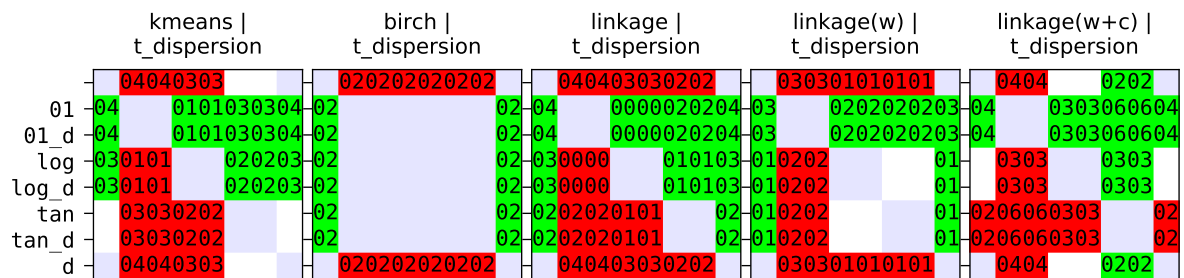 kmeans |
t_dispersion
birch |
t_dispersion
linkage |
t_dispersion
linkage(w) |
t_dispersion
linkage(w+c) |
t_dispersion
04040303 020202020202 040403030202 030301010101 0404 0202
01 04 0101030304 02 02 04 0000020204 03 0202020203 04 0303060604
01_d 04 0101030304 02 02 04 0000020204 03 0202020203 04 0303060604
log 030101 020203 02 02 030000 010103 010202 01 0303 0303
log_d 030101 020203 02 02 030000 010103 010202 01 0303 0303
tan 03030202 02 02 0202020101 02 010202 01 0206060303 02
tan_d 03030202 02 02 0202020101 02 010202 01 0206060303 02
d 04040303 020202020202 040403030202 030301010101 0404 0202